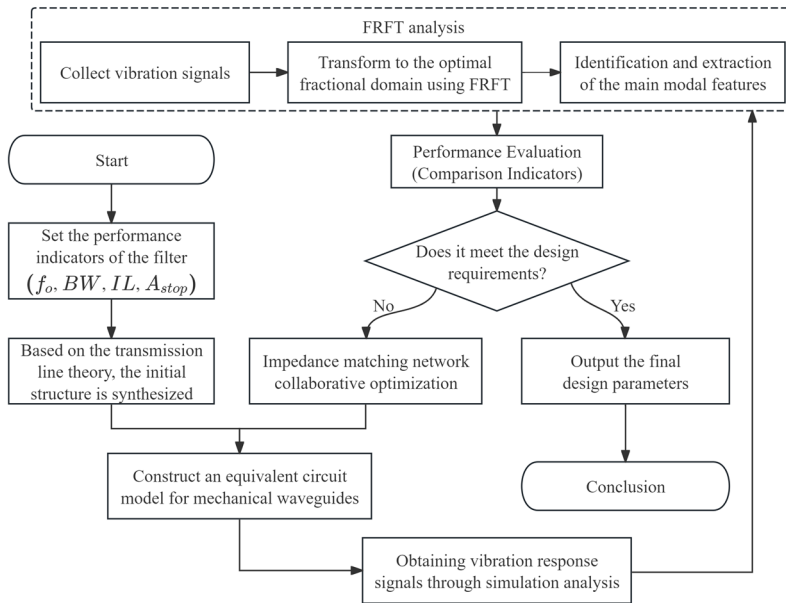 FRFT analysis
Collect vibration signals
Transform to the optimal
fractional domain using FRFT
Identification and extraction
of the main modal features
Start
Performance Evaluation
(Comparison Indicators)
Set the performance
indicators of the filter
(f_o, BW, IL, A_{stop})
Does it meet the design
requirements?
No
Yes
Based on the transmission
line theory, the initial
structure is synthesized
Impedance matching network
collaborative optimization
Output the final
design parameters
Construct an equivalent circuit
model for mechanical waveguides
Conclusion
Obtaining vibration response
signals through simulation analysis